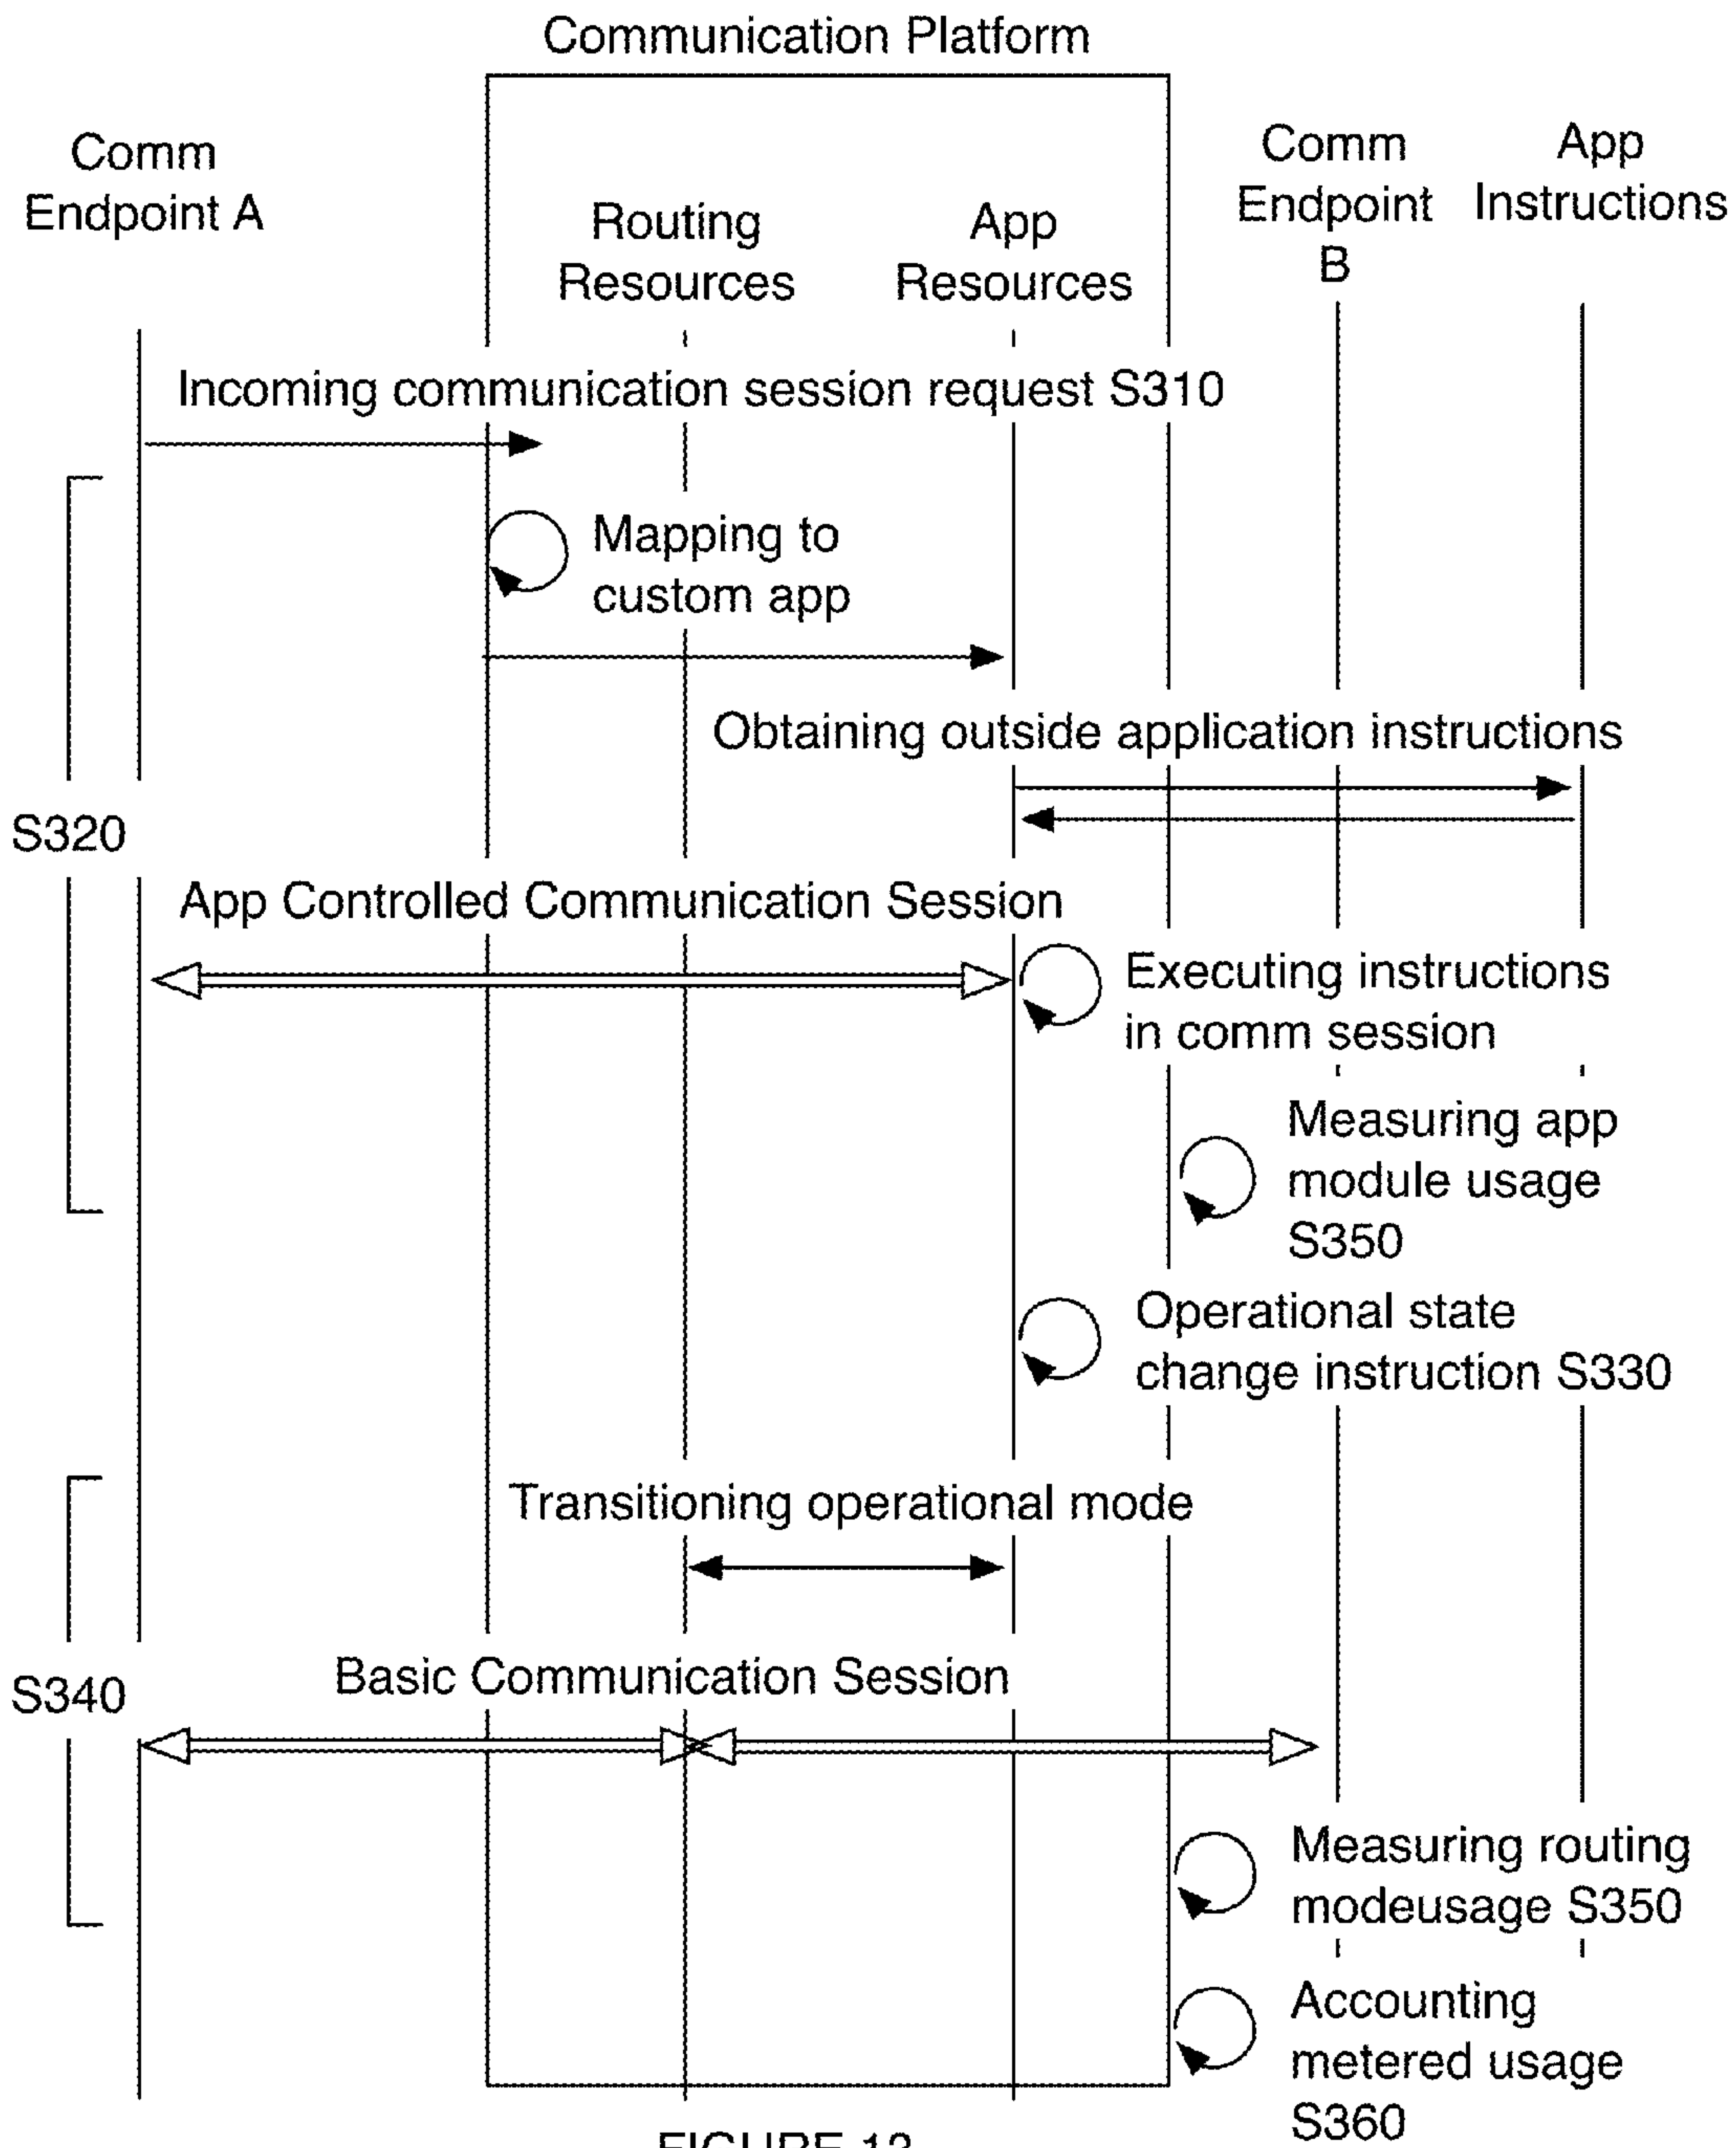 Communication Platform
Comm
Endpoint A
Routing
Resources
App
Resources
Comm
Endpoint
B
App
Instructions
Incoming communication session request S310
Mapping to
custom app
Obtaining outside application instructions
S320
App Controlled Communication Session
Executing instructions
in comm session
Measuring app
module usage
S350
Operational state
change instruction S330
Transitioning operational mode
Basic Communication Session
S340
Measuring routing
modeusage S350
Accounting
metered usage
S360
FIGURE 13